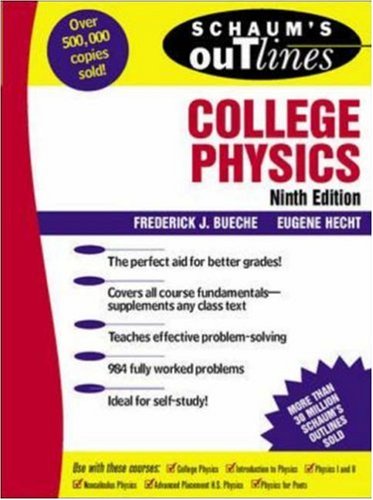 Over
500,000
copies
sold!
SCHAUM'S
ouTlines
COLLEGE
PHYSICS
Ninth Edition
FREDERICK J. BUECHE EUGENE HECHT
The perfect aid for better grades!
Covers all course fundamentals—
supplements any class text
Teaches effective problem-solving
984 fully worked problems
Ideal for self-study!
MORE THAN
30 MILLION
SCHAUM'S
OUTLINES
SOLD
Use with these courses: College Physics Introduction to Physics Physics I and II
Noncalculus Physics Advanced Placement H.S. Physics Physics for Poets